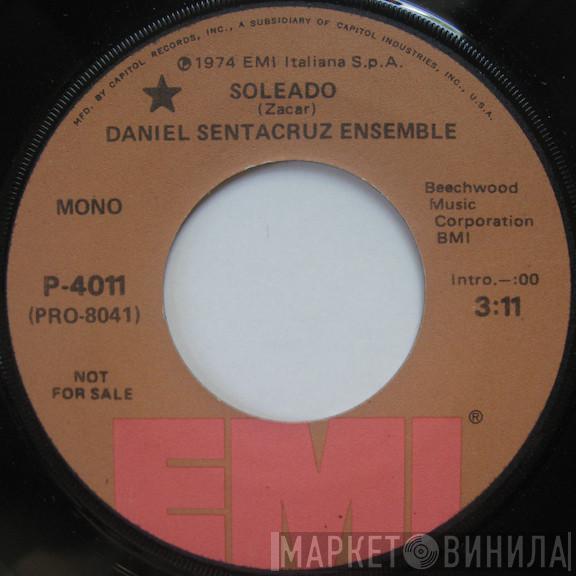 MFD. BY CAPITOL RECORDS, INC., A SUBSIDIARY OF CAPITOL INDUSTRIES, INC., U.S.A.
℗1974 EMI Italiana S.p.A.
★ SOLEADO
(Zacar)
DANIEL SENTACRUZ ENSEMBLE
MONO
Beechwood
Music
Corporation
BMI
P-4011
(PRO-8041)
Intro.–:00
3:11
NOT
FOR SALE
EMI ®
МАРКЕТ ВИНИЛА